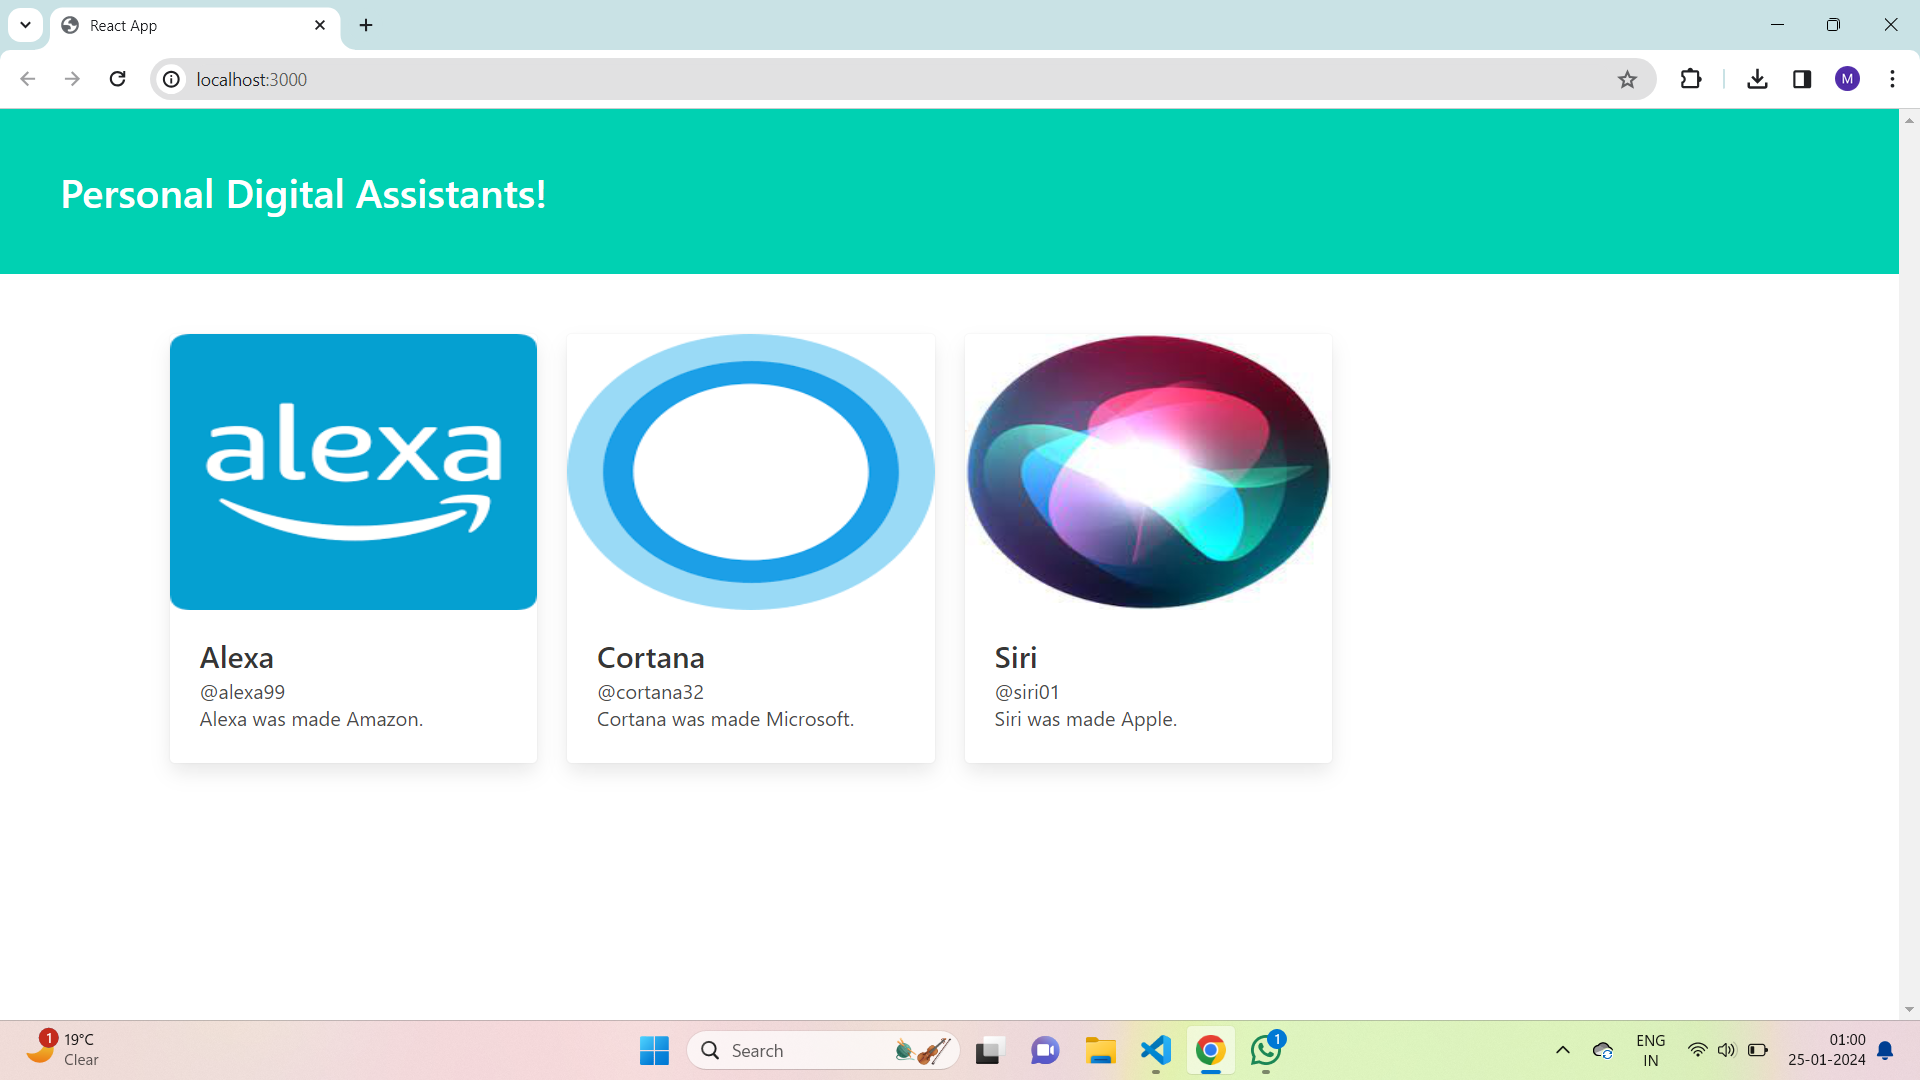 React App
localhost:3000
M
Personal Digital Assistants!
alexa
Alexa
@alexa99
Alexa was made Amazon.
Cortana
@cortana32
Cortana was made Microsoft.
Siri
@siri01
Siri was made Apple.
1
19°C
Clear
Search
1
ENG
IN
01:00
25-01-2024